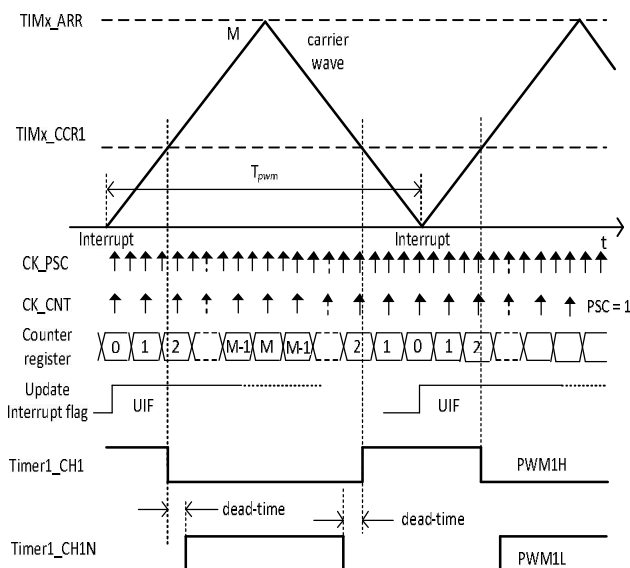 TIMx_ARR
M
carrier
wave
TIMx_CCR1
Tpwm
Interrupt
Interrupt
t
CK_PSC
CK_CNT
PSC = 1
Counter
register
0 1 2 M-1 M M-1 2 1 0 1 2
Update
Interrupt flag
UIF
UIF
Timer1_CH1
PWM1H
dead-time
dead-time
Timer1_CH1N
PWM1L